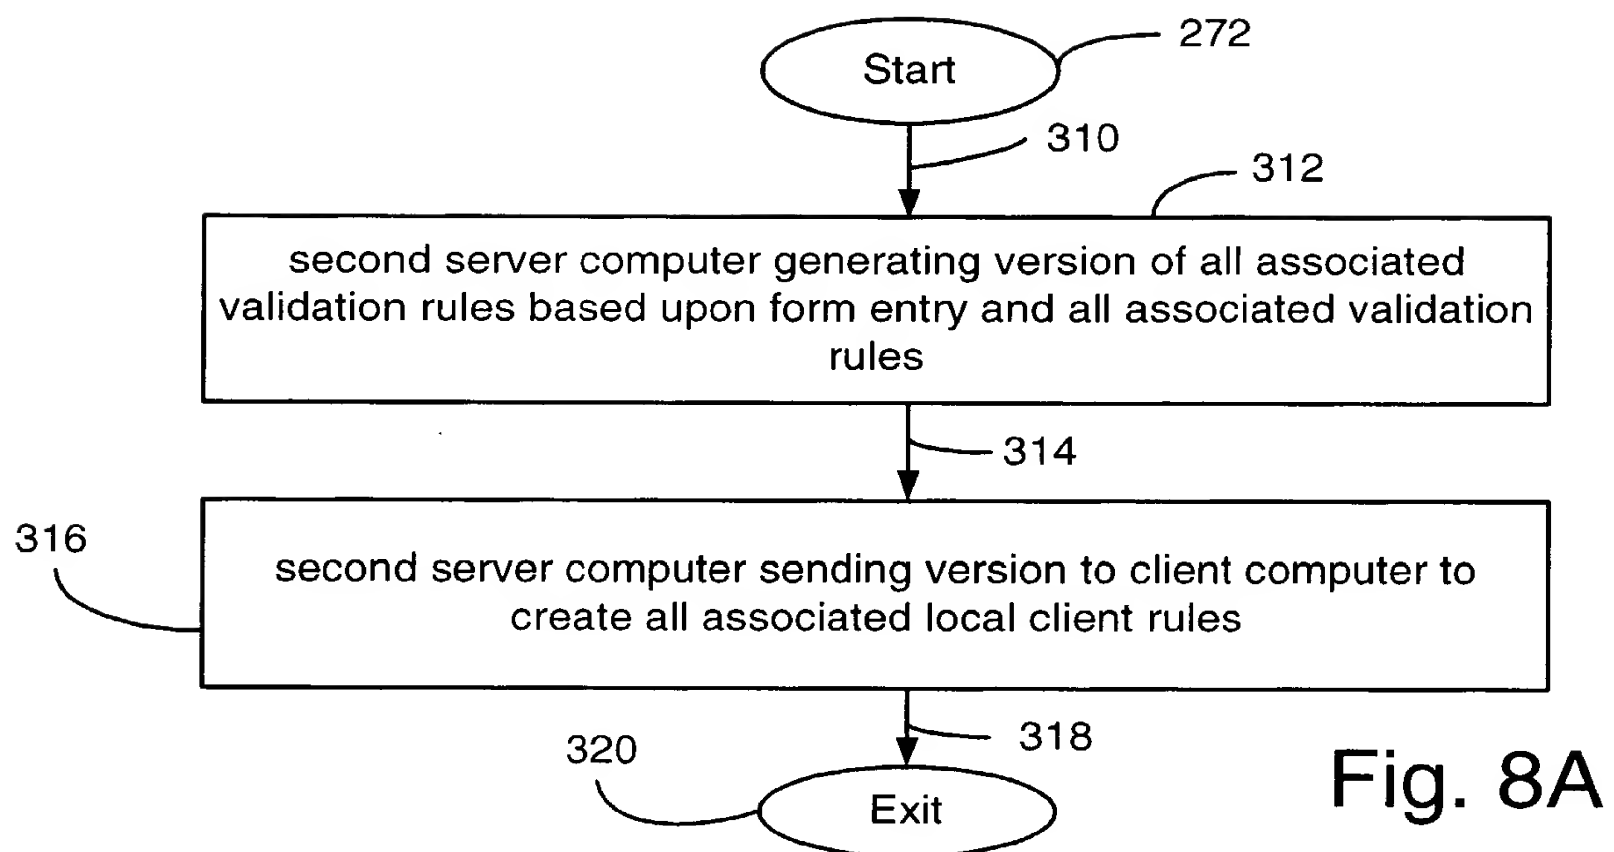 272
Start
310
312
second server computer generating version of all associated
validation rules based upon form entry and all associated validation
rules
314
316
second server computer sending version to client computer to
create all associated local client rules
318
320
Exit
Fig. 8A